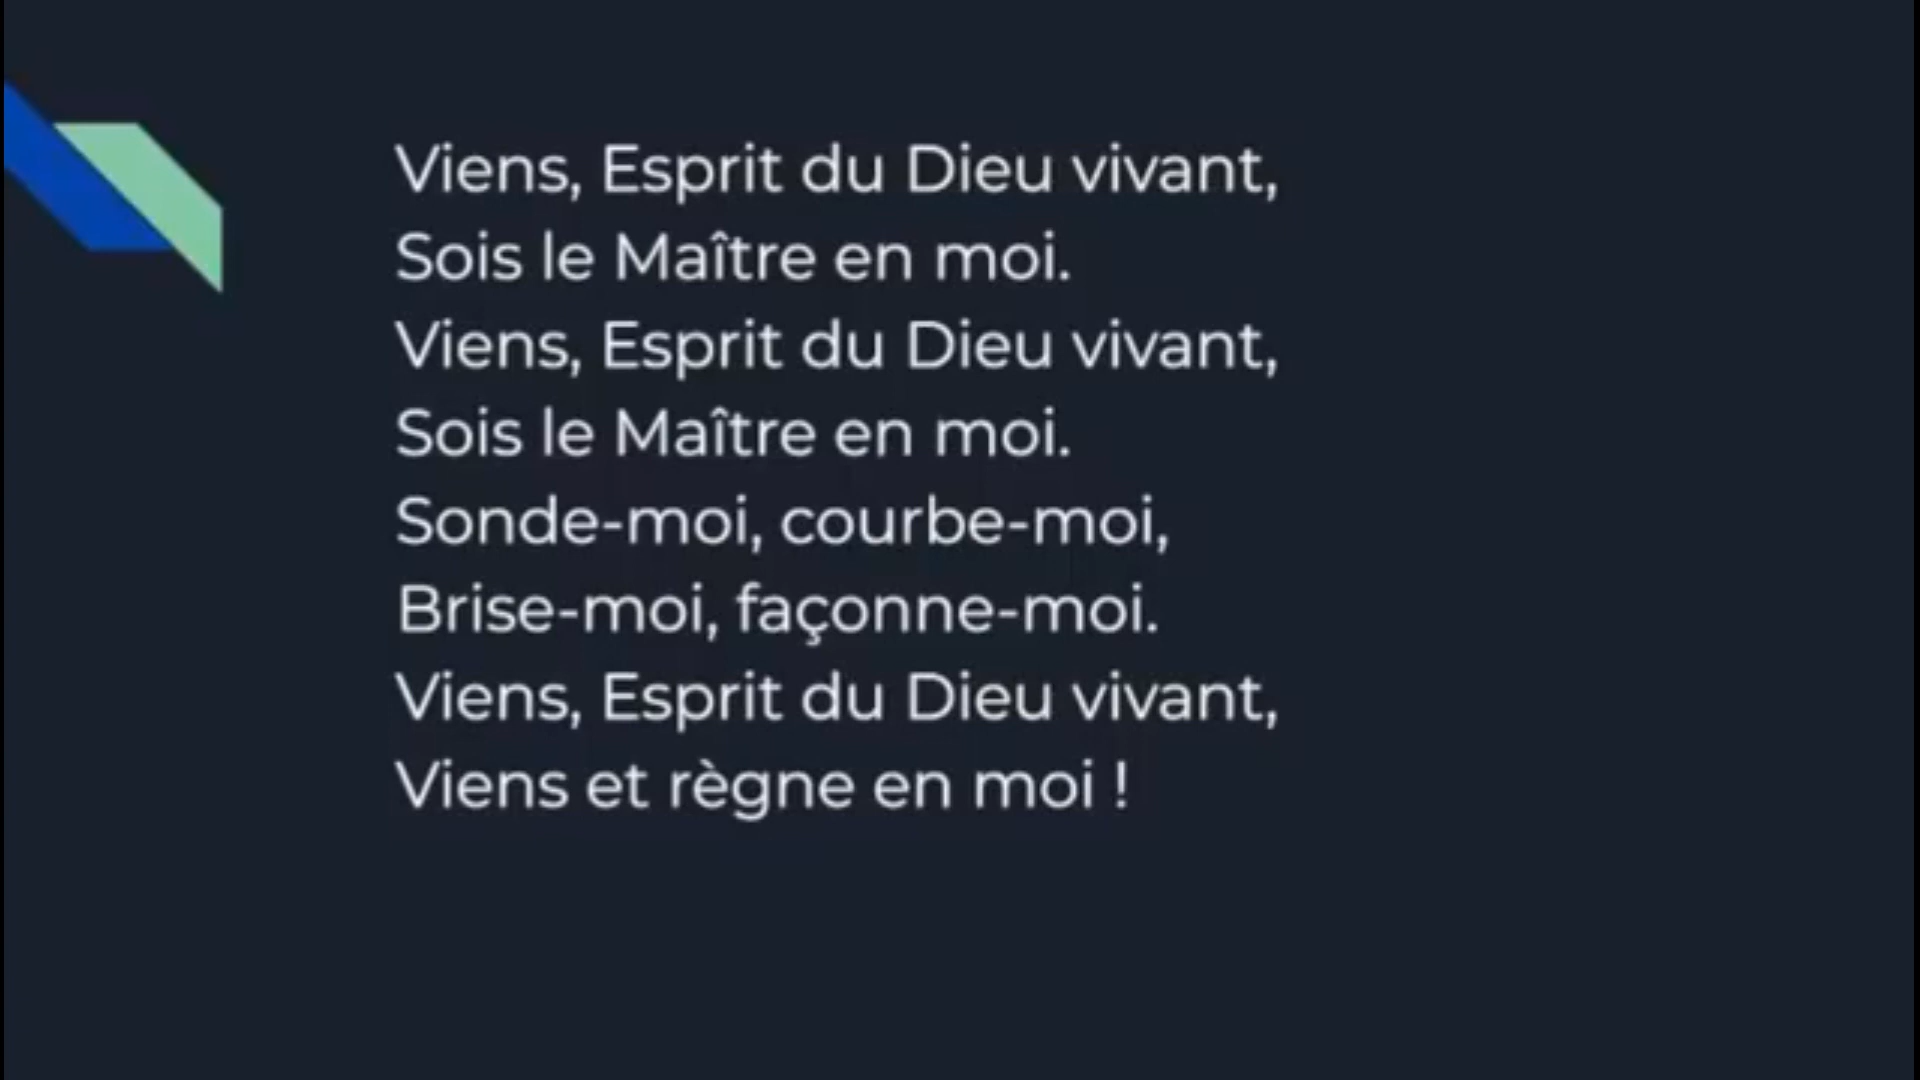 Viens, Esprit du Dieu vivant,
Sois le Maître en moi.
Viens, Esprit du Dieu vivant,
Sois le Maître en moi.
Sonde-moi, courbe-moi,
Brise-moi, façonne-moi.
Viens, Esprit du Dieu vivant,
Viens et règne en moi !